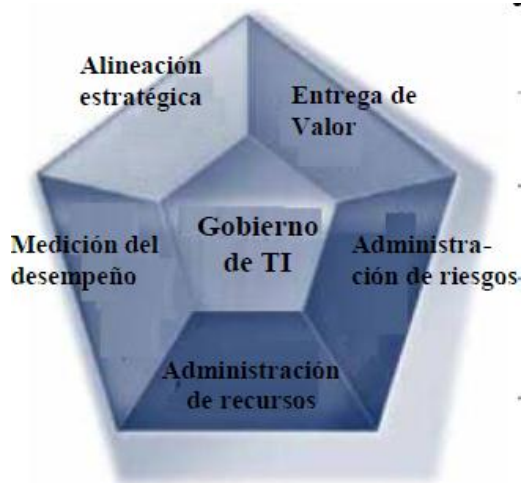 Alineación
estratégica
Entrega de
Valor
Gobierno
de TI
Medición del
desempeño
Administra-
ción de riesgos
Administración
de recursos